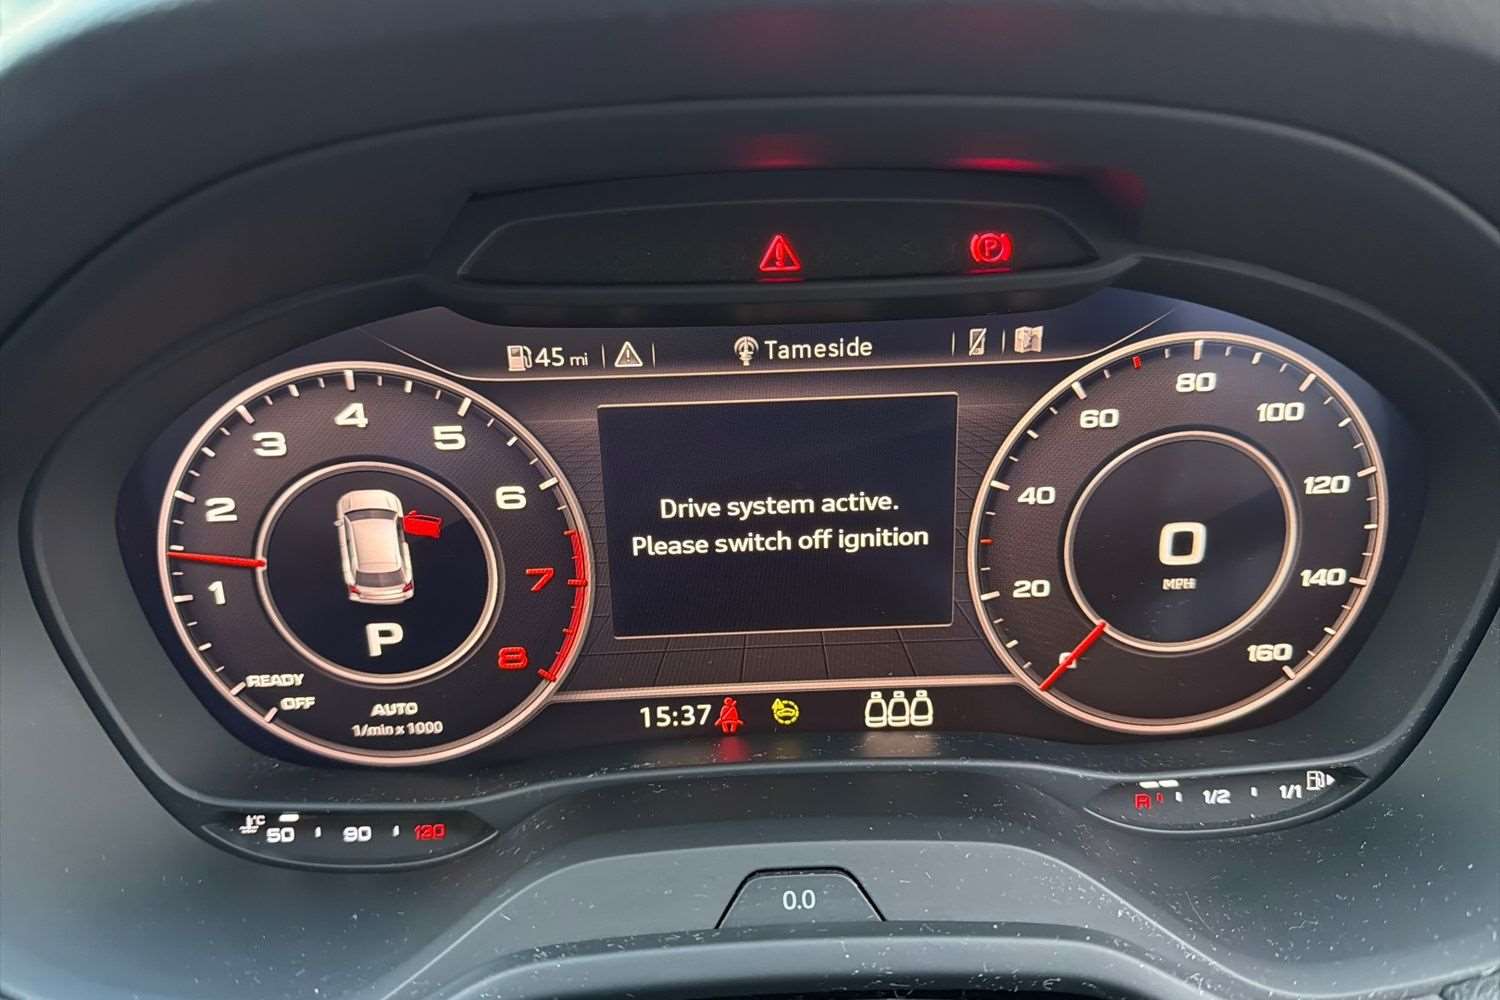 P
45 mi
Tameside
1
2
3
4
5
6
7
8
READY
OFF
P
AUTO
1/min x 1000
Drive system active.
Please switch off ignition
20
40
60
80
100
120
140
160
0
MPH
15:37
°C
50
90
130
R
1/2
1/1
0.0